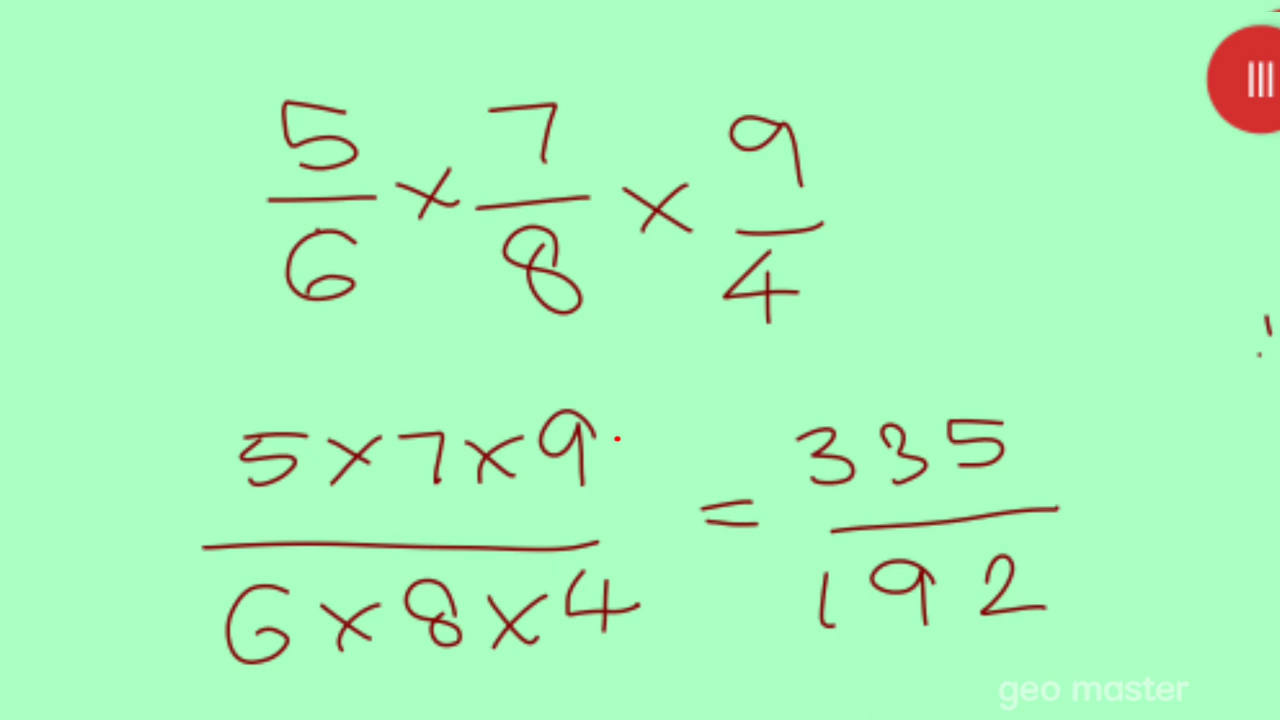 5/6 × 7/8 × 9/4
5×7×9/6×8×4 = 335/192
geo master